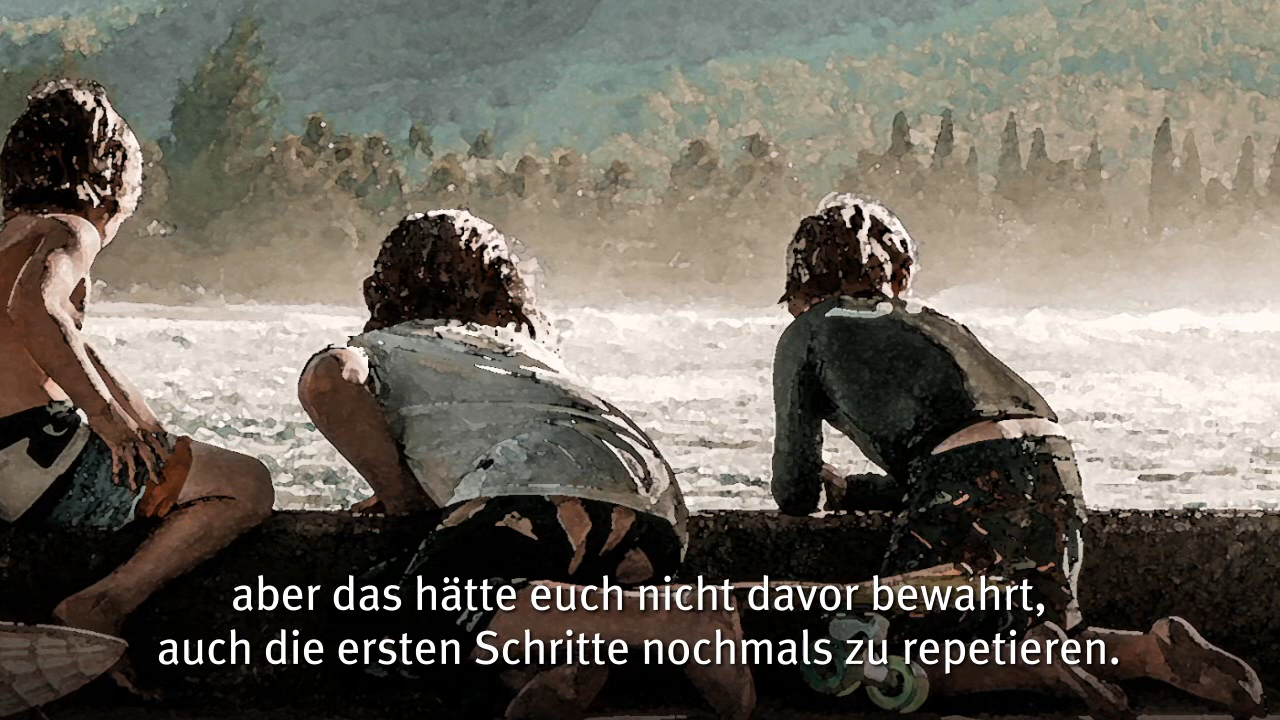 aber das hätte euch nicht davor bewahrt,
auch die ersten Schritte nochmals zu repetieren.